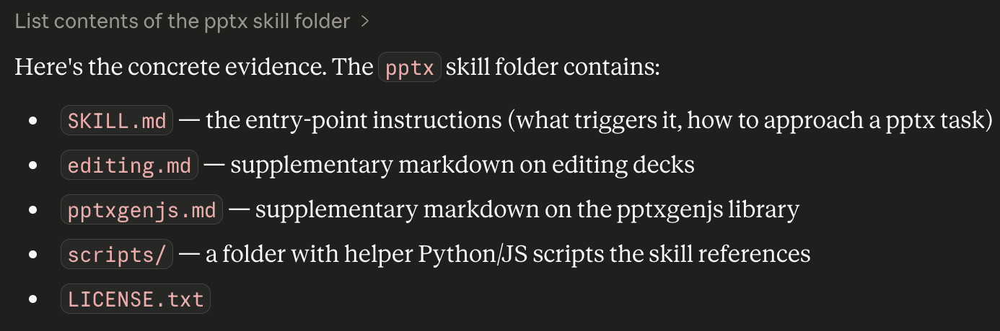 List contents of the pptx skill folder >
Here's the concrete evidence. The pptx skill folder contains:
• SKILL.md — the entry-point instructions (what triggers it, how to approach a pptx task)
• editing.md — supplementary markdown on editing decks
• pptxgenjs.md — supplementary markdown on the pptxgenjs library
• scripts/ — a folder with helper Python/JS scripts the skill references
• LICENSE.txt